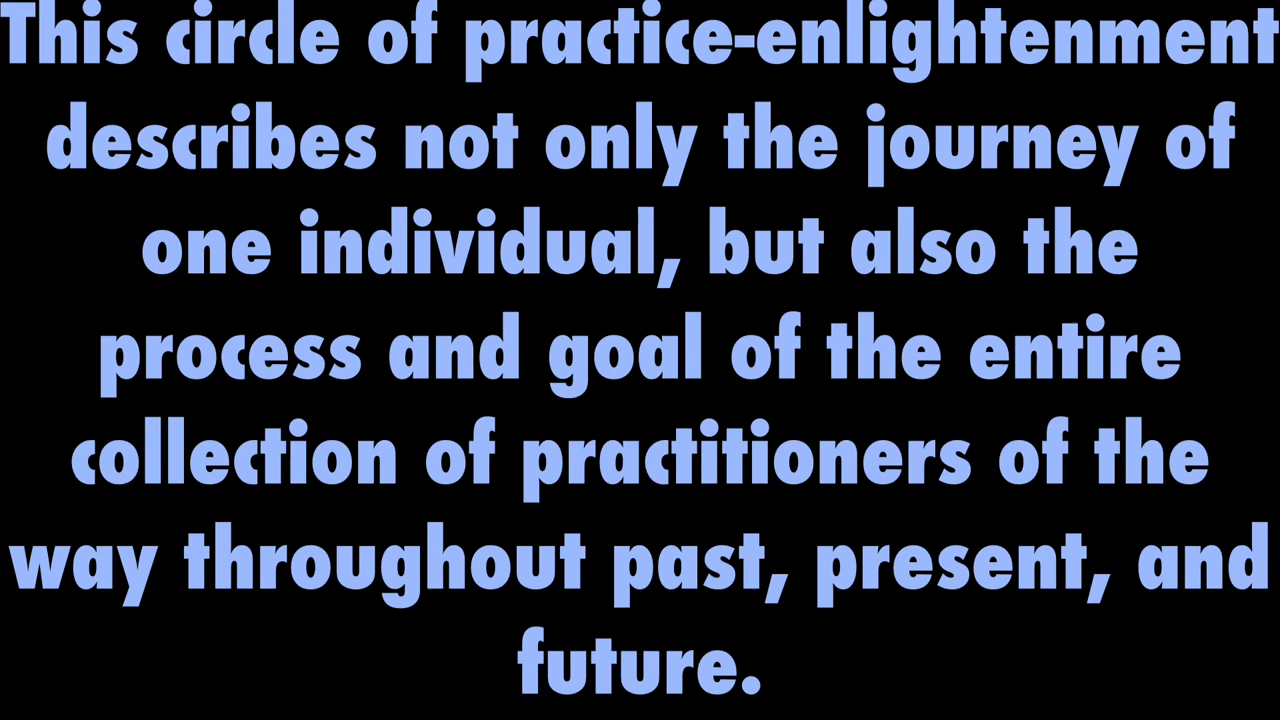 This circle of practice-enlightenment
describes not only the journey of
one individual, but also the
process and goal of the entire
collection of practitioners of the
way throughout past, present, and
future.